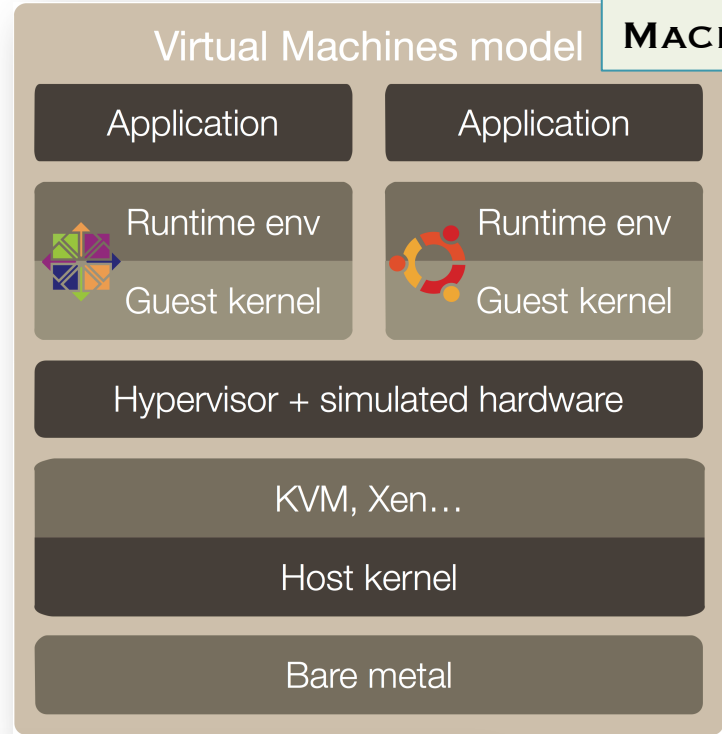 Virtual Machines model
Application
Application
Runtime env
Guest kernel
Runtime env
Guest kernel
Hypervisor + simulated hardware
KVM, Xen…
Host kernel
Bare metal